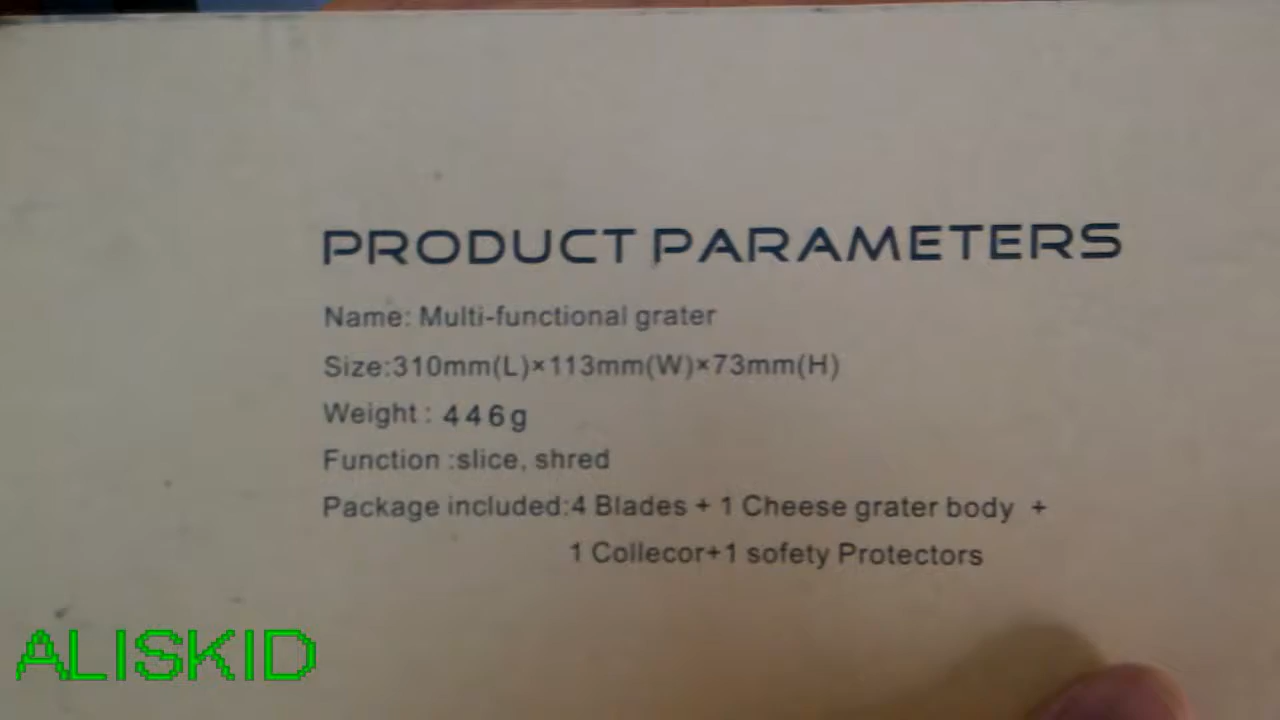 PRODUCT PARAMETERS
Name: Multi-functional grater
Size:310mm(L)×113mm(W)×73mm(H)
Weight : 446g
Function :slice, shred
Package included:4 Blades + 1 Cheese grater body +
1 Collecor+1 sofety Protectors
ALISKID